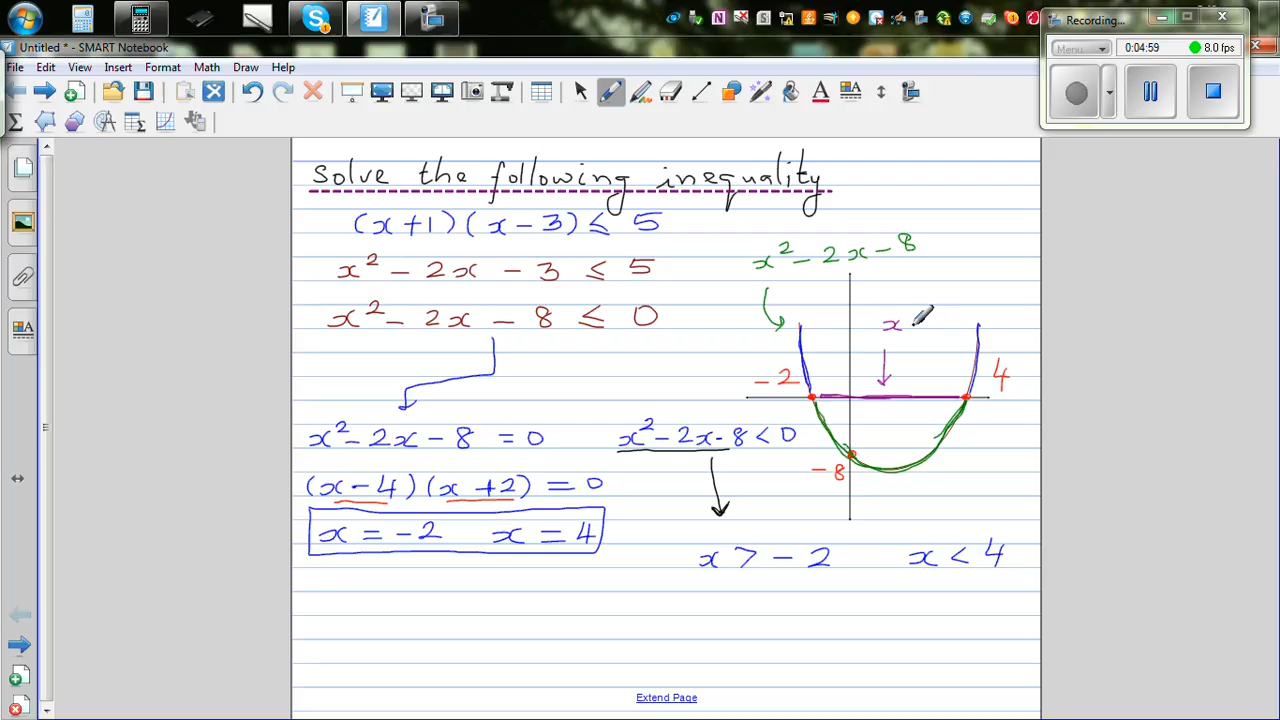 Recording...
Untitled * - SMART Notebook
Menu
0:04:59
8.0 fps
File Edit View Insert Format Math Draw Help
solve the following inequality
(x+1)(x-3) ≤ 5
x² - 2x - 3 ≤ 5
x² - 2x - 8 ≤ 0
x² - 2x - 8
x
-2
4
-8
x² - 2x - 8 = 0
x² - 2x - 8 < 0
(x-4)(x+2) = 0
x = -2 x = 4
x > -2 x < 4
Extend Page